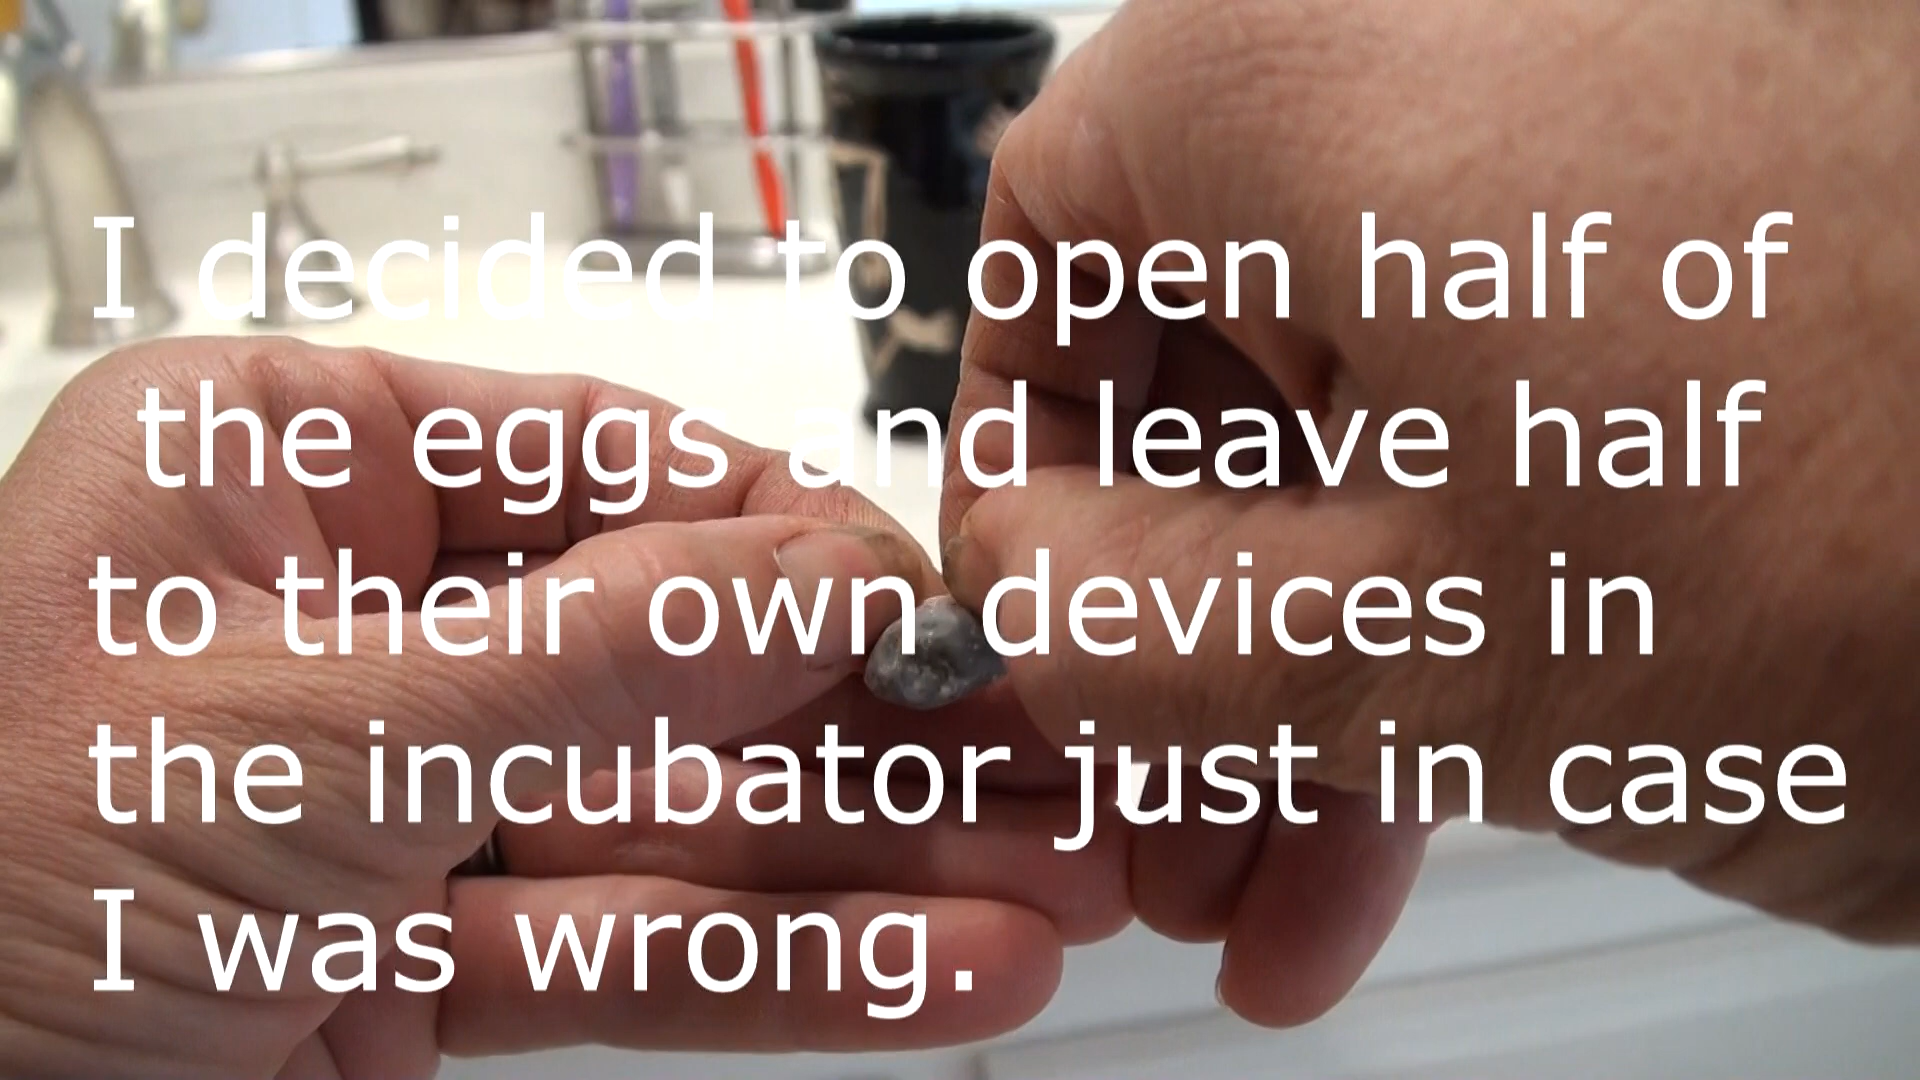 I decided to open half of
the eggs and leave half
to their own devices in
the incubator just in case
I was wrong.